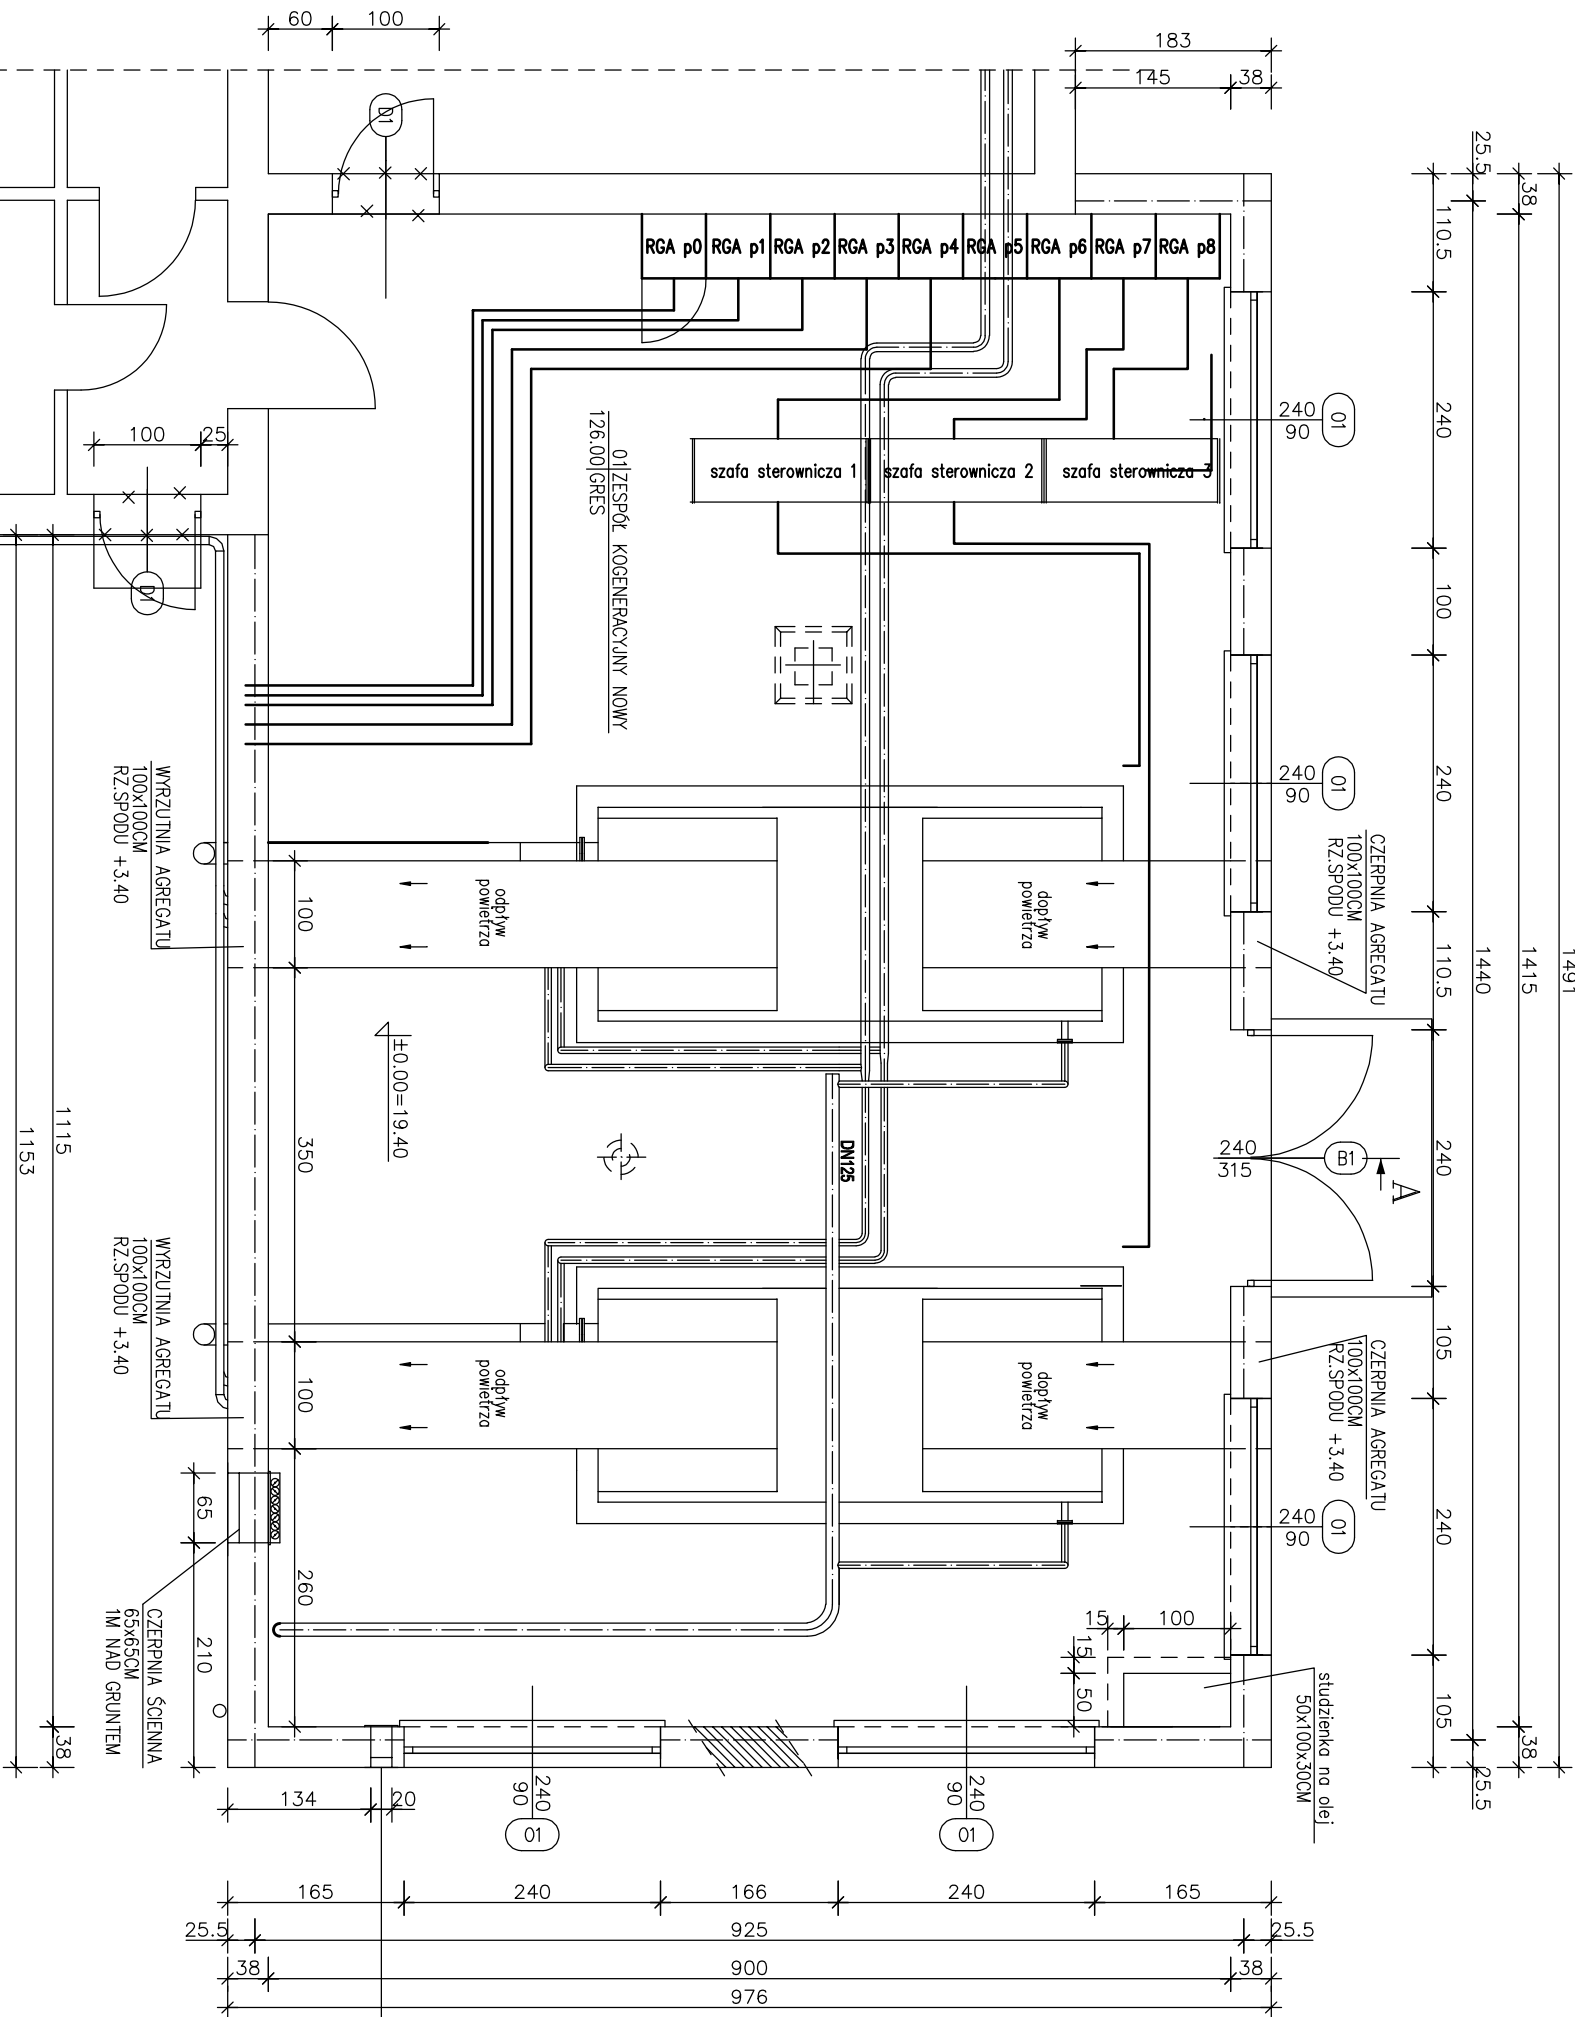 60
100
183
145
38
D1
25.5
38
110.5
240
100
240
110.5
240
105
240
105
38
25.5
1440
1415
1491
RGA p0
RGA p1
RGA p2
RGA p3
RGA p4
RGA p5
RGA p6
RGA p7
RGA p8
240
90
01
100
25
D1
szafa sterownicza 1
szafa sterownicza 2
szafa sterownicza 3
01 ZESPÓŁ KOGENERACYJNY NOWY
126.00 GRES
240
90
01
CZERPNIA AGREGATU
100x100CM
RZ.SPODU +3.40
WYRZUTNIA AGREGATU
100x100CM
RZ.SPODU +3.40
100
odpływ
powietrza
dopływ
powietrza
±0.00=19.40
350
DN125
240
315
B1
A
1115
1153
WYRZUTNIA AGREGATU
100x100CM
RZ.SPODU +3.40
100
odpływ
powietrza
dopływ
powietrza
CZERPNIA AGREGATU
100x100CM
RZ.SPODU +3.40
240
90
01
65
210
260
CZERPNIA ŚCIENNA
65x65CM
1M NAD GRUNTEM
15
100
15
50
studzienka na olej
50x100x30CM
38
134
20
240
90
01
240
90
01
165
240
166
240
165
25.5
925
25.5
38
900
38
976